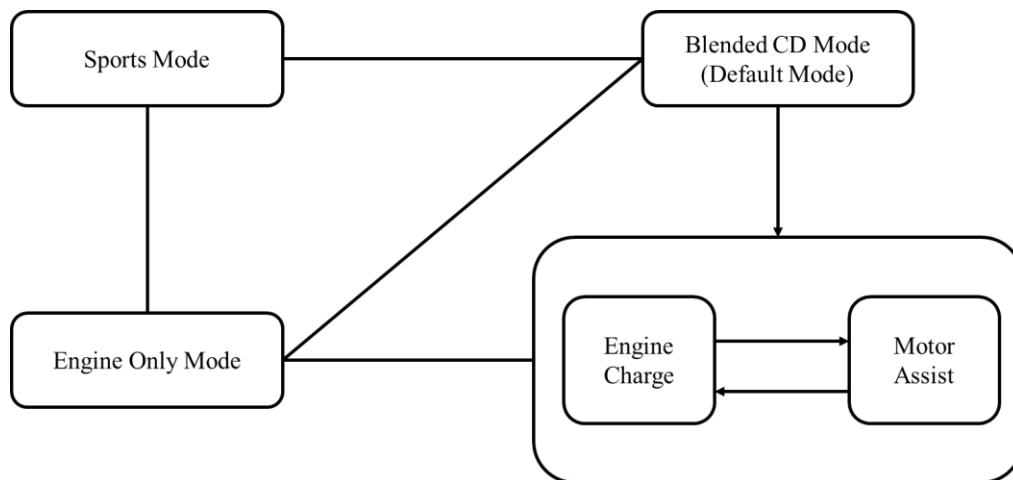 Sports Mode
Blended CD Mode
(Default Mode)
Engine Only Mode
Engine
Charge
Motor
Assist